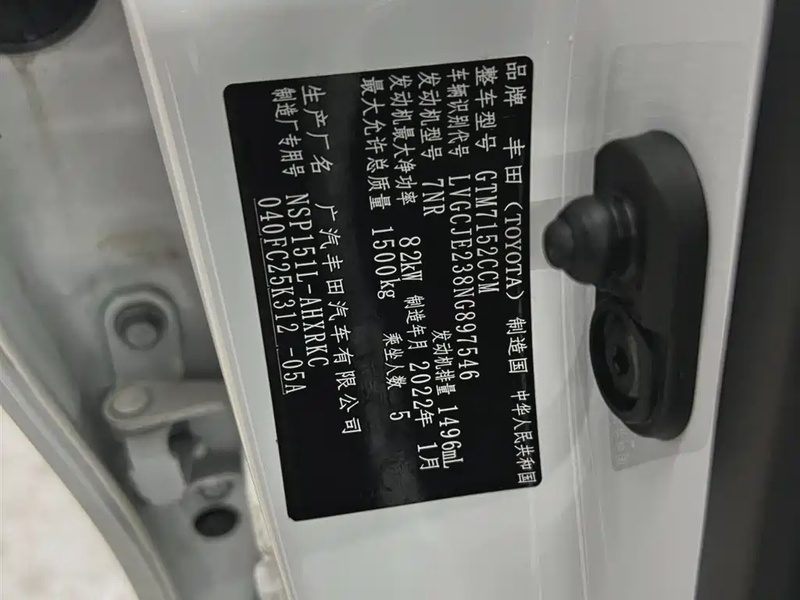 品牌 丰田（TOYOTA） 制造国 中华人民共和国
整车型号 GTM7152CCM
车辆识别代号 LVGCJE238NG897546
发动机型号 7NR 发动机排量 1496mL
发动机最大净功率 82kW 制造年月 2022年 1月
最大允许总质量 1500kg 乘坐人数 5
生产厂名 广汽丰田汽车有限公司
制造厂专用号 NSP151L-AHXRKC
040FC25K312 -05A